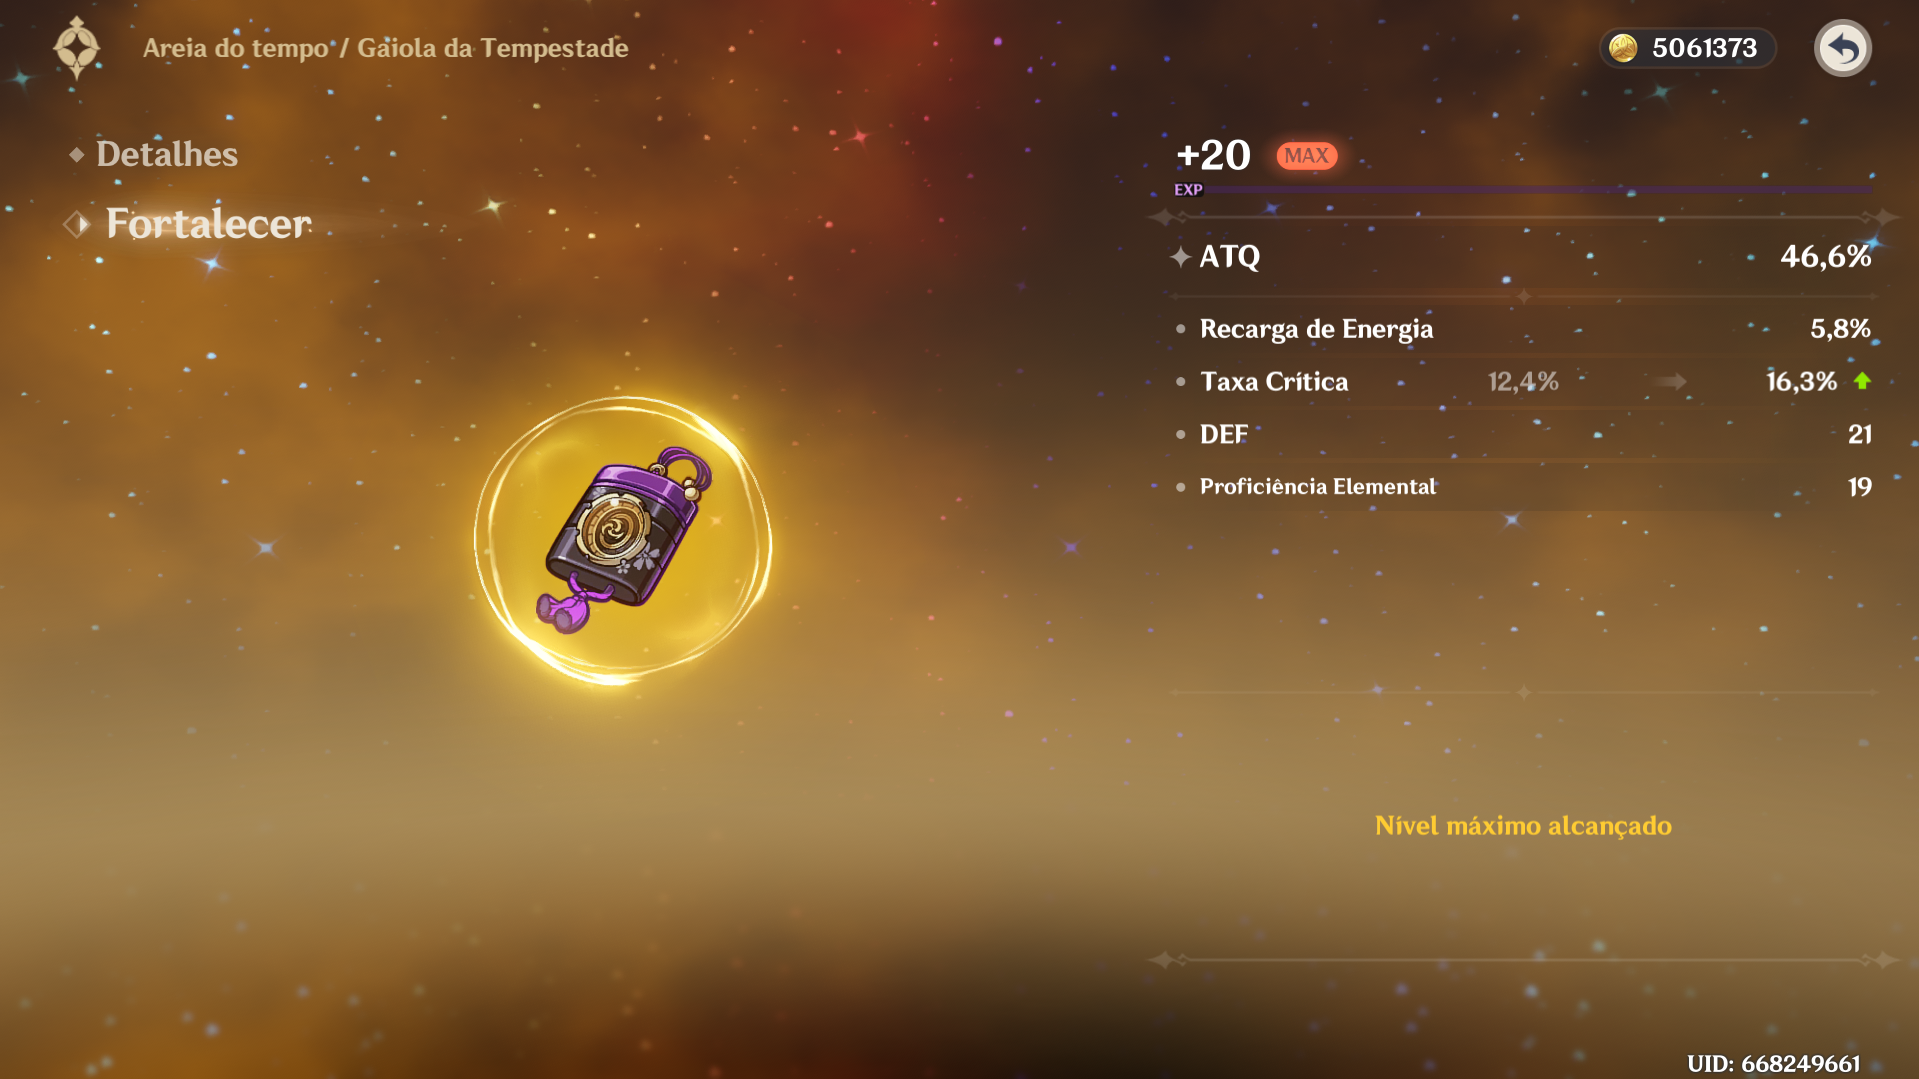 Areia do tempo / Gaiola da Tempestade
5061373
Detalhes
Fortalecer
+20 MAX
EXP
ATQ 46,6%
Recarga de Energia 5,8%
Taxa Crítica 12,4% 16,3%
DEF 21
Proficiência Elemental 19
Nível máximo alcançado
UID: 668249661